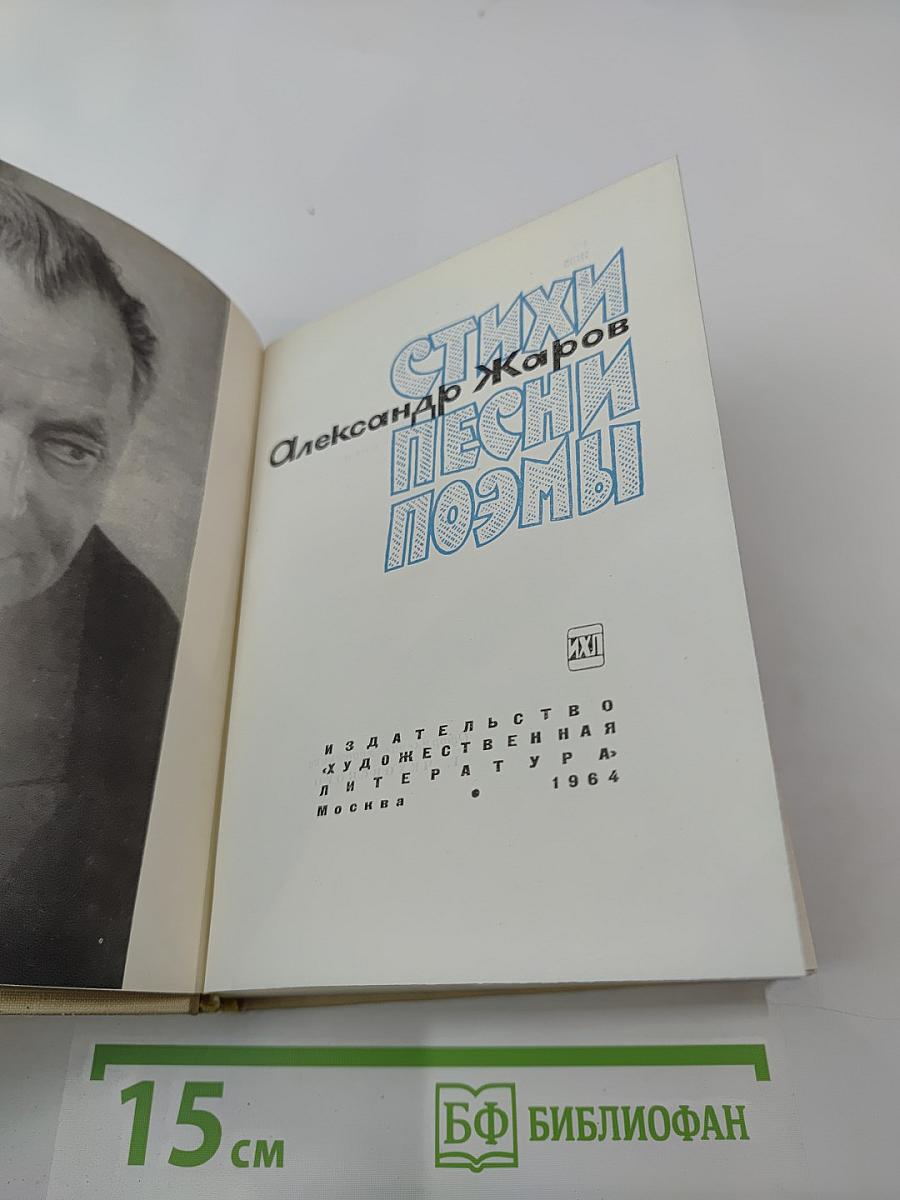 СТИХИ
Александр Жаров
ПЕСНИ
ПОЭМЫ
ИХЛ
ИЗДАТЕЛЬСТВО
«ХУДОЖЕСТВЕННАЯ
ЛИТЕРАТУРА»
Москва • 1964
15 см
БФ БИБЛИОФАН